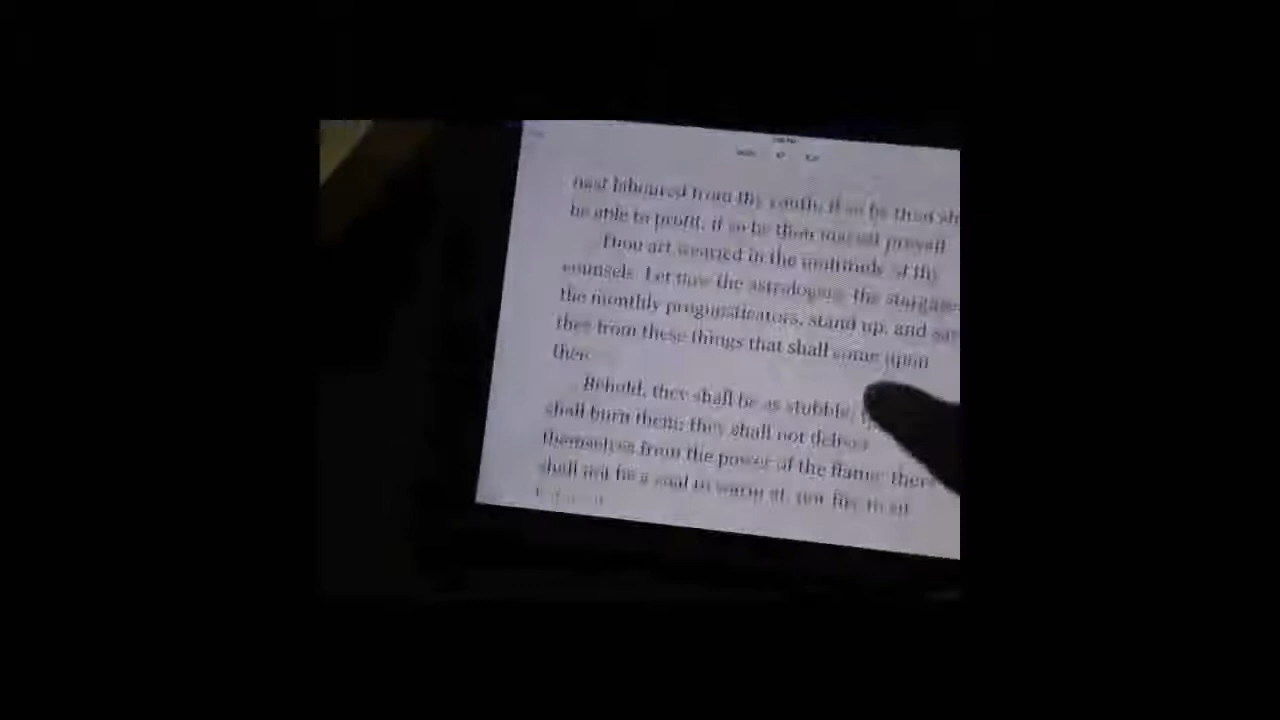 hast laboured from thy youth; if so be thou sh
be able to profit, if so be thou mayest prevail
Thou art wearied in the multitude of thy
counsels. Let now the astrologers, the stargaze
the monthly prognosticators, stand up, and sa
thee from these things that shall come upon
thee
Behold, they shall be as stubble;
shall burn them; they shall not deliver
themselves from the power of the flame: there
shall not be a coal to warm at, nor fire to sit